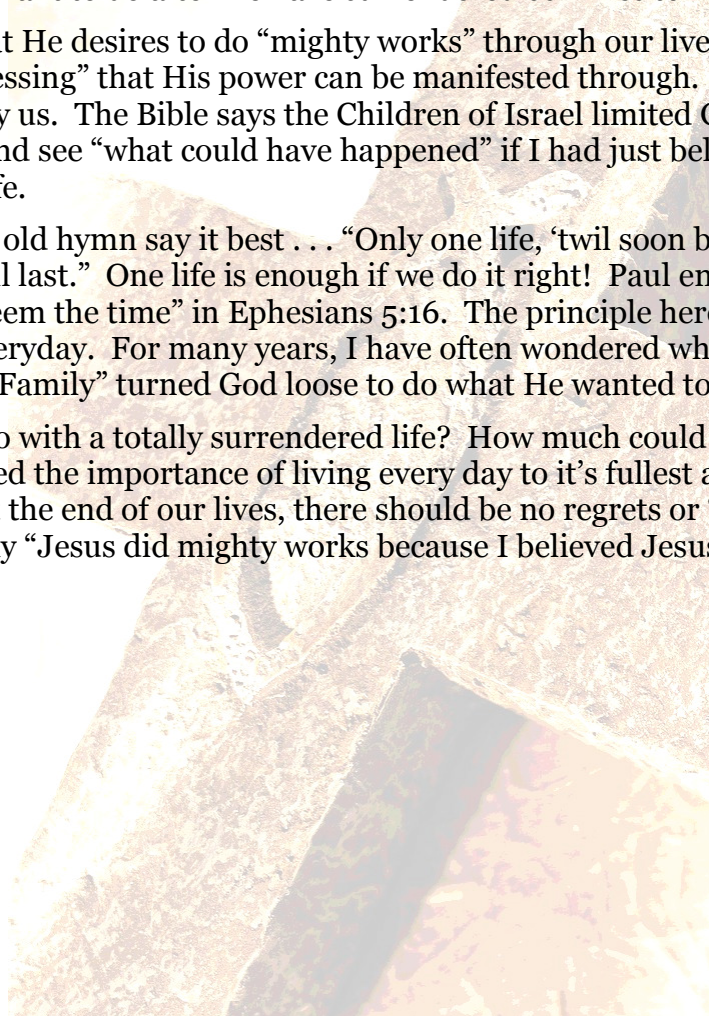 t He desires to do “mighty works” through our live
essing” that His power can be manifested through.
y us.  The Bible says the Children of Israel limited
nd see “what could have happened” if I had just bel
fe.
old hymn say it best . . . “Only one life, ‘twil soon b
l last.”  One life is enough if we do it right!  Paul en
eem the time” in Ephesians 5:16.  The principle here
eryday.  For many years, I have often wondered wh
Family” turned God loose to do what He wanted to
o with a totally surrendered life?  How much could
ed the importance of living every day to it’s fullest a
the end of our lives, there should be no regrets or
y “Jesus did mighty works because I believed Jesus